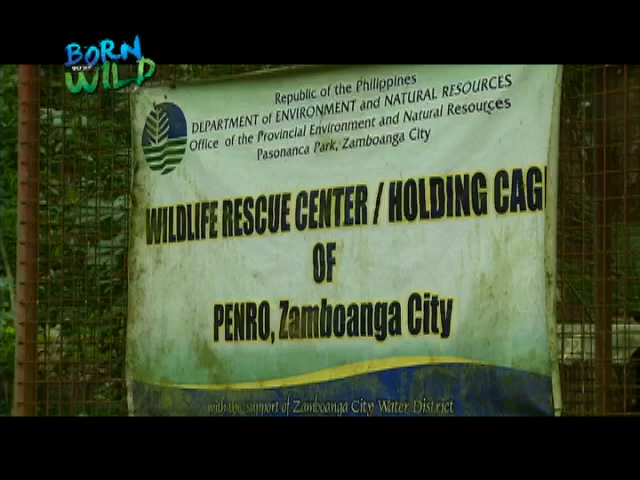 BORN
to be
WILD
Republic of the Philippines
DEPARTMENT of ENVIRONMENT and NATURAL RESOURCES
Office of the Provincial Environment and Natural Resources
Pasonanca Park, Zamboanga City
WILDLIFE RESCUE CENTER / HOLDING CAG
OF
PENRO, Zamboanga City
with the support of Zamboanga City Water District